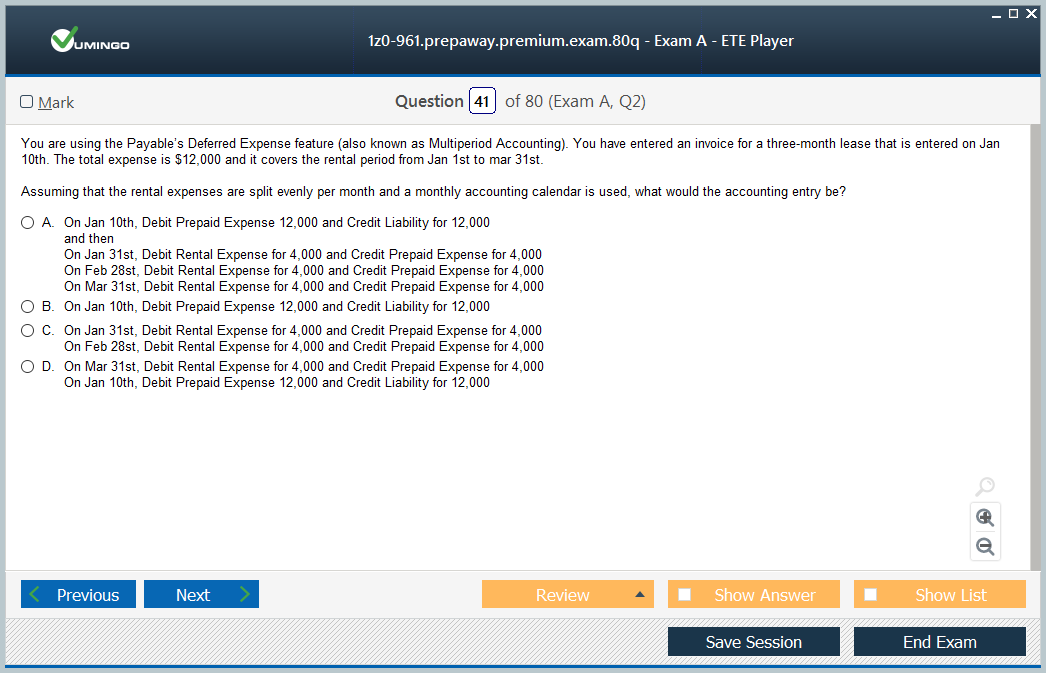 VUMINGO
1z0-961.prepaway.premium.exam.80q - Exam A - ETE Player
Mark
Question 41 of 80 (Exam A, Q2)
You are using the Payable's Deferred Expense feature (also known as Multiperiod Accounting). You have entered an invoice for a three-month lease that is entered on Jan
10th. The total expense is $12,000 and it covers the rental period from Jan 1st to mar 31st.
Assuming that the rental expenses are split evenly per month and a monthly accounting calendar is used, what would the accounting entry be?
A. On Jan 10th, Debit Prepaid Expense 12,000 and Credit Liability for 12,000
and then
On Jan 31st, Debit Rental Expense for 4,000 and Credit Prepaid Expense for 4,000
On Feb 28st, Debit Rental Expense for 4,000 and Credit Prepaid Expense for 4,000
On Mar 31st, Debit Rental Expense for 4,000 and Credit Prepaid Expense for 4,000
B. On Jan 10th, Debit Prepaid Expense 12,000 and Credit Liability for 12,000
C. On Jan 31st, Debit Rental Expense for 4,000 and Credit Prepaid Expense for 4,000
On Feb 28st, Debit Rental Expense for 4,000 and Credit Prepaid Expense for 4,000
D. On Mar 31st, Debit Rental Expense for 4,000 and Credit Prepaid Expense for 4,000
On Jan 10th, Debit Prepaid Expense 12,000 and Credit Liability for 12,000
Previous Next Review Show Answer Show List
Save Session End Exam